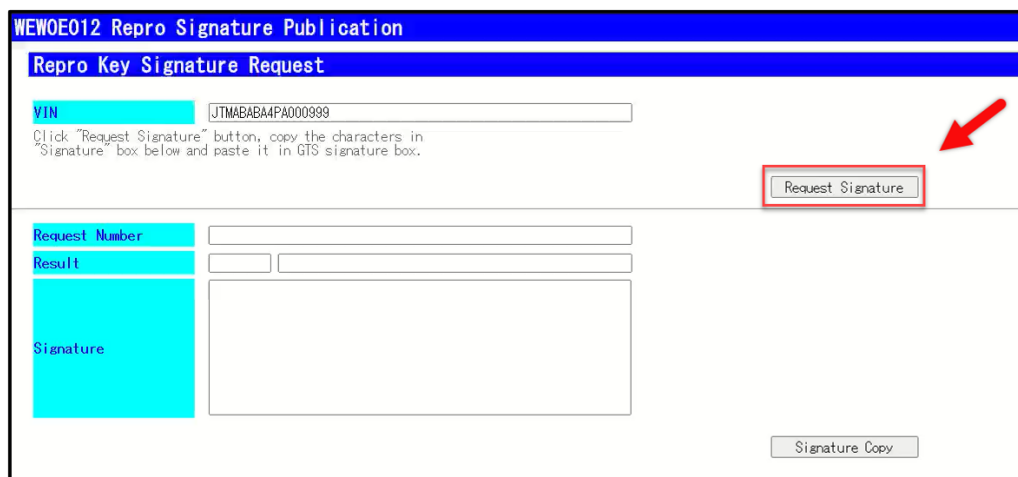 WEWOE012 Repro Signature Publication
Repro Key Signature Request
VIN JTMABABA4PA000999
Click "Request Signature" button, copy the characters in
"Signature" box below and paste it in GTS signature box.
Request Signature
Request Number
Result
Signature
Signature Copy